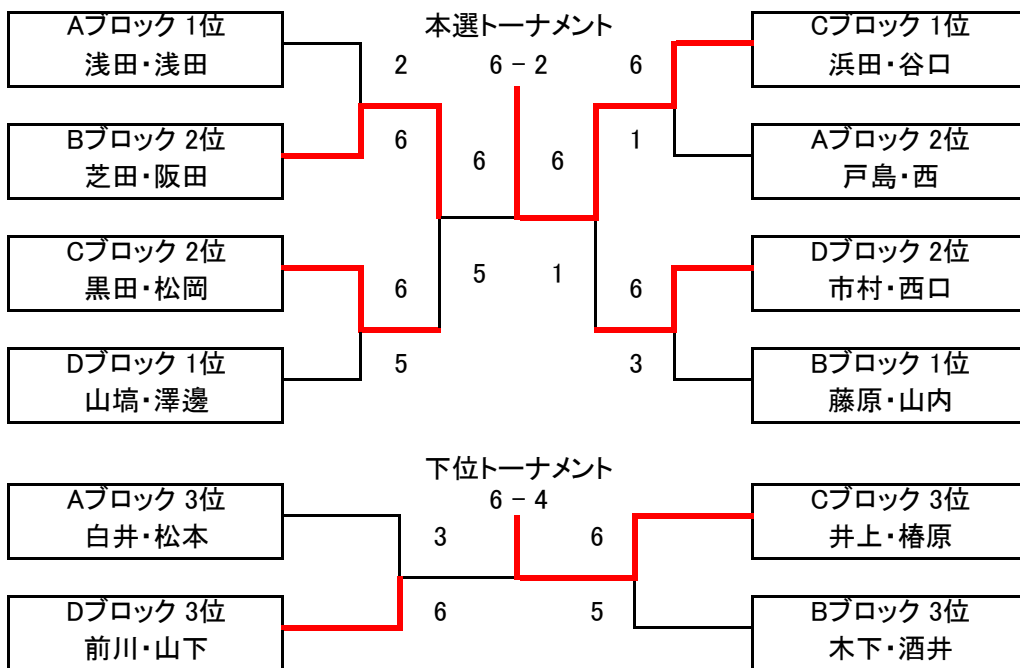 本選トーナメント
6 - 2
Aブロック 1位
浅田・浅田
2
6
Cブロック 1位
浜田・谷口
Bブロック 2位
芝田・阪田
6
1
Aブロック 2位
戸島・西
6
6
Cブロック 2位
黒田・松岡
6
5
1
6
Dブロック 2位
市村・西口
Dブロック 1位
山塙・澤邊
5
3
Bブロック 1位
藤原・山内
下位トーナメント
6 - 4
Aブロック 3位
白井・松本
3
6
Cブロック 3位
井上・椿原
Dブロック 3位
前川・山下
6
5
Bブロック 3位
木下・酒井